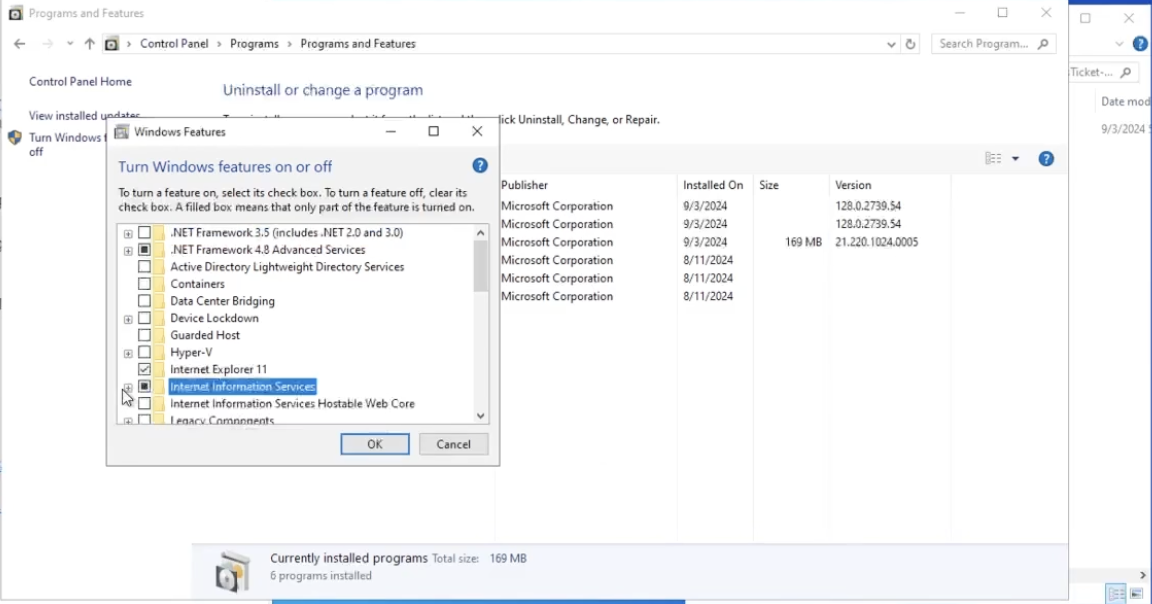 Programs and Features
Control Panel › Programs › Programs and Features
Search Program...
Ticket-...
Control Panel Home
View installed updates
Turn Windows f
off
Uninstall or change a program
lick Uninstall, Change, or Repair.
Date mod
9/3/2024
Windows Features
Turn Windows features on or off
To turn a feature on, select its check box. To turn a feature off, clear its
check box. A filled box means that only part of the feature is turned on.
.NET Framework 3.5 (includes .NET 2.0 and 3.0)
.NET Framework 4.8 Advanced Services
Active Directory Lightweight Directory Services
Containers
Data Center Bridging
Device Lockdown
Guarded Host
Hyper-V
Internet Explorer 11
Internet Information Services
Internet Information Services Hostable Web Core
Legacy Components
OK Cancel
Publisher Installed On Size Version
Microsoft Corporation 9/3/2024 128.0.2739.54
Microsoft Corporation 9/3/2024 128.0.2739.54
Microsoft Corporation 9/3/2024 169 MB 21.220.1024.0005
Microsoft Corporation 8/11/2024
Microsoft Corporation 8/11/2024
Microsoft Corporation 8/11/2024
Currently installed programs Total size: 169 MB
6 programs installed